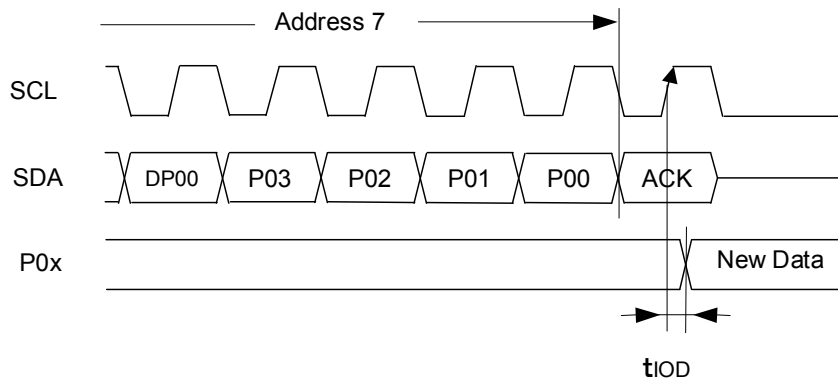 Address 7
SCL
SDA DP00 P03 P02 P01 P00 ACK
P0x New Data
tIOD